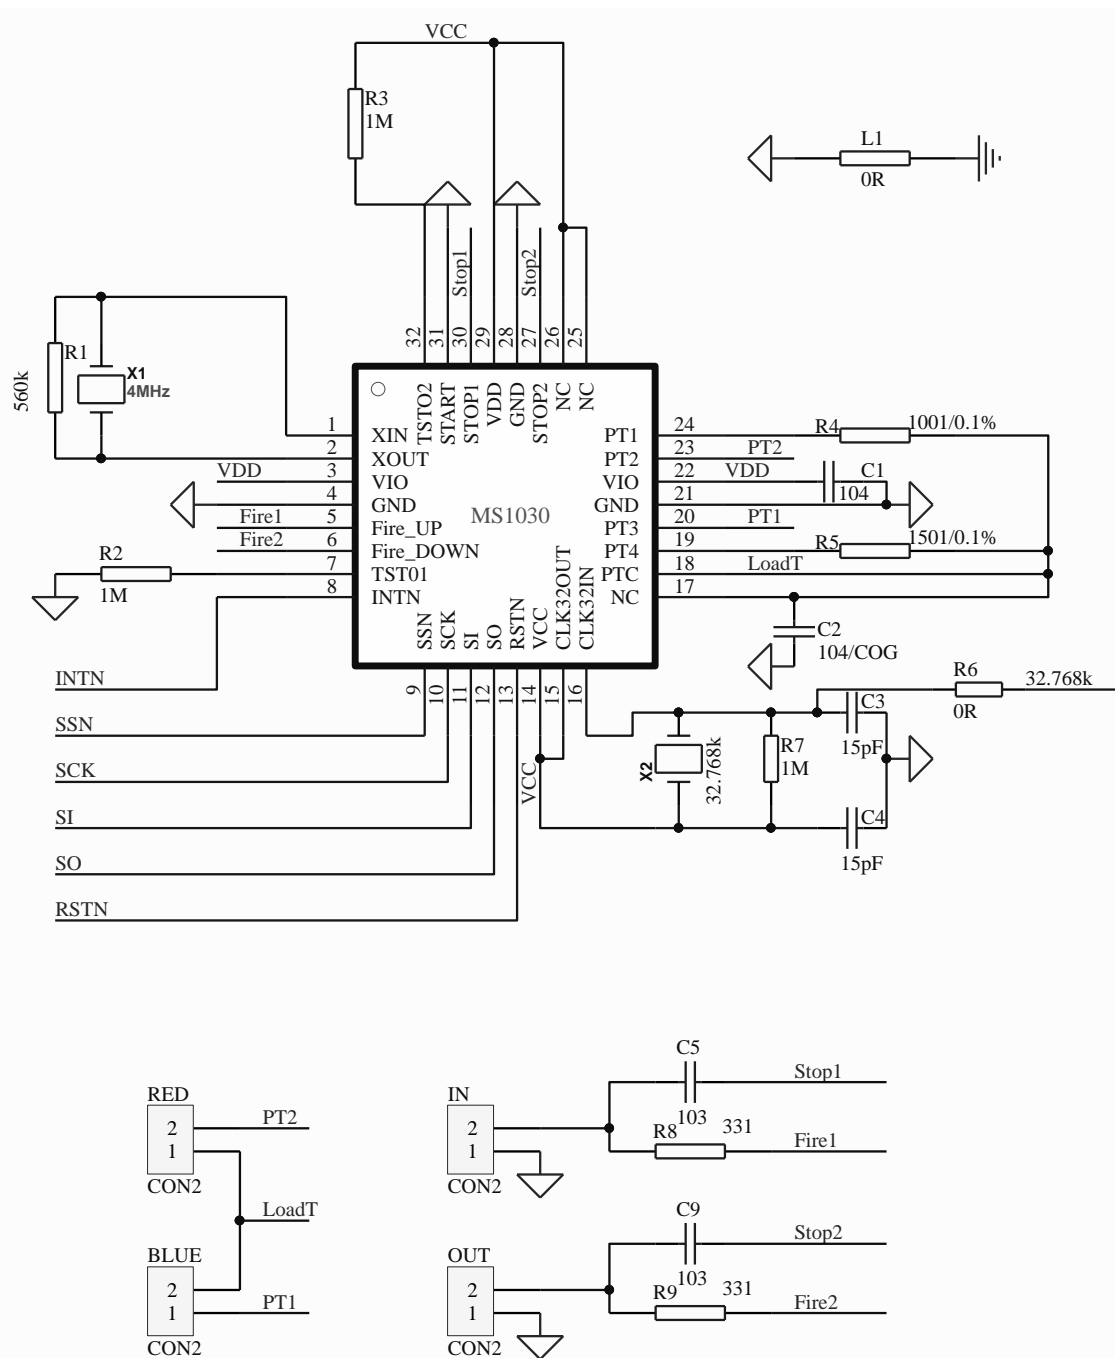 VCC
R3
1M
L1
0R
Stop1
Stop2
32
31
30
29
28
27
26
25
R1
560k
X1
4MHz
TSTO2
START
STOP1
VDD
GND
STOP2
NC
NC
1 XIN
2 XOUT
VDD 3 VIO
4 GND
Fire1 5 Fire_UP
Fire2 6 Fire_DOWN
R2
1M
7 TST01
8 INTN
MS1030
PT1 24 R4 1001/0.1%
PT2 23 PT2
VIO 22 VDD C1
104
GND 21
PT3 20 PT1
PT4 19 R5 1501/0.1%
PTC 18 LoadT
NC 17
SSN
SCK
SI
SO
RSTN
VCC
CLK32OUT
CLK32IN
9
10
11
12
13
14
15
16
C2
104/COG
R6
0R
32.768k
C3
15pF
R7
1M
X2
32.768k
VCC
C4
15pF
INTN
SSN
SCK
SI
SO
RSTN
RED
2 PT2
1
CON2
LoadT
BLUE
2
1 PT1
CON2
IN
2
1
CON2
C5
103
Stop1
R8 331
Fire1
OUT
2
1
CON2
C9
103
Stop2
R9 331
Fire2